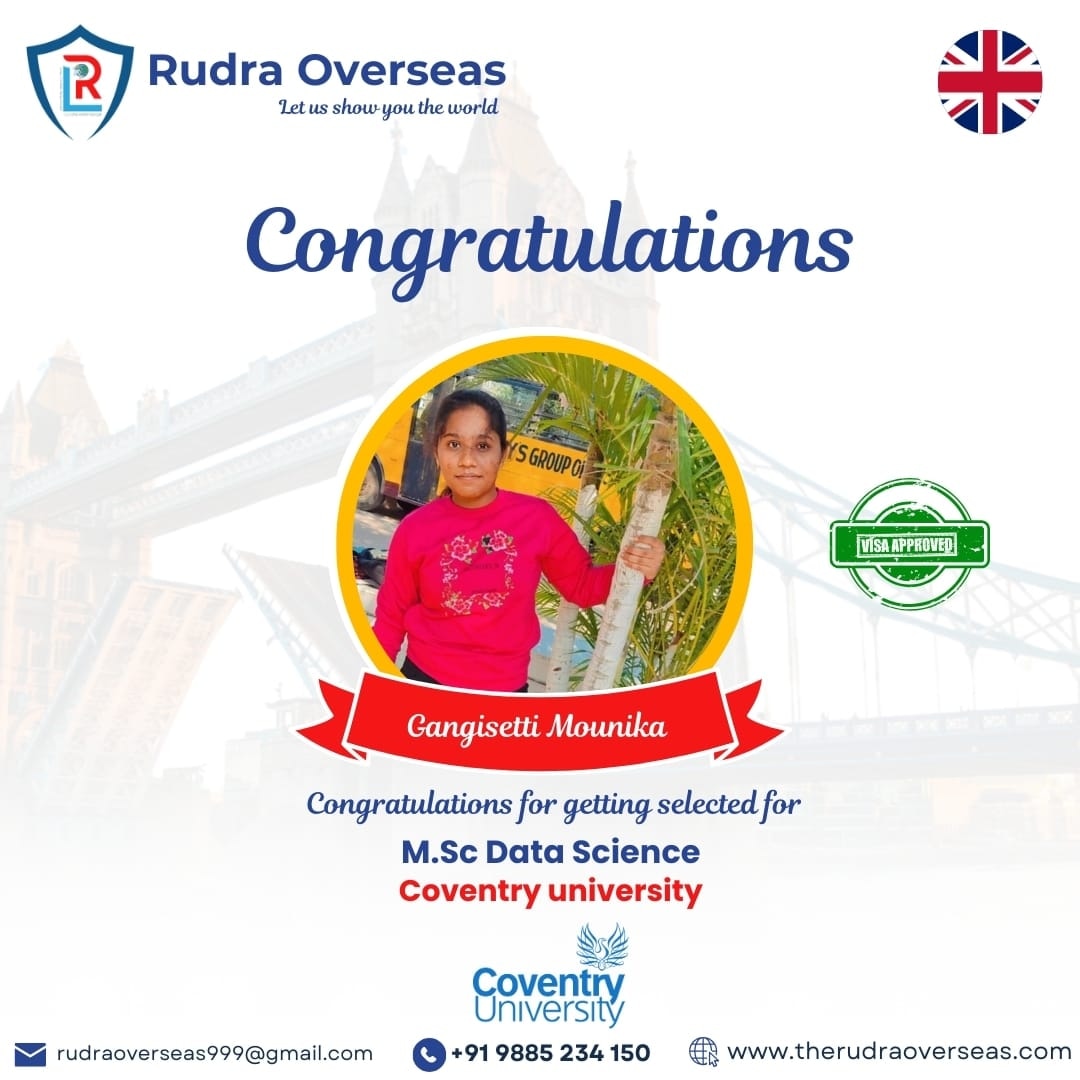 Rudra Overseas
Let us show you the world
Congratulations
Y'S GROUP O
VISA APPROVED
Gangisetti Mounika
Congratulations for getting selected for
M.Sc Data Science
Coventry university
Coventry
University
rudraoverseas999@gmail.com
+91 9885 234 150
www.therudraoverseas.com